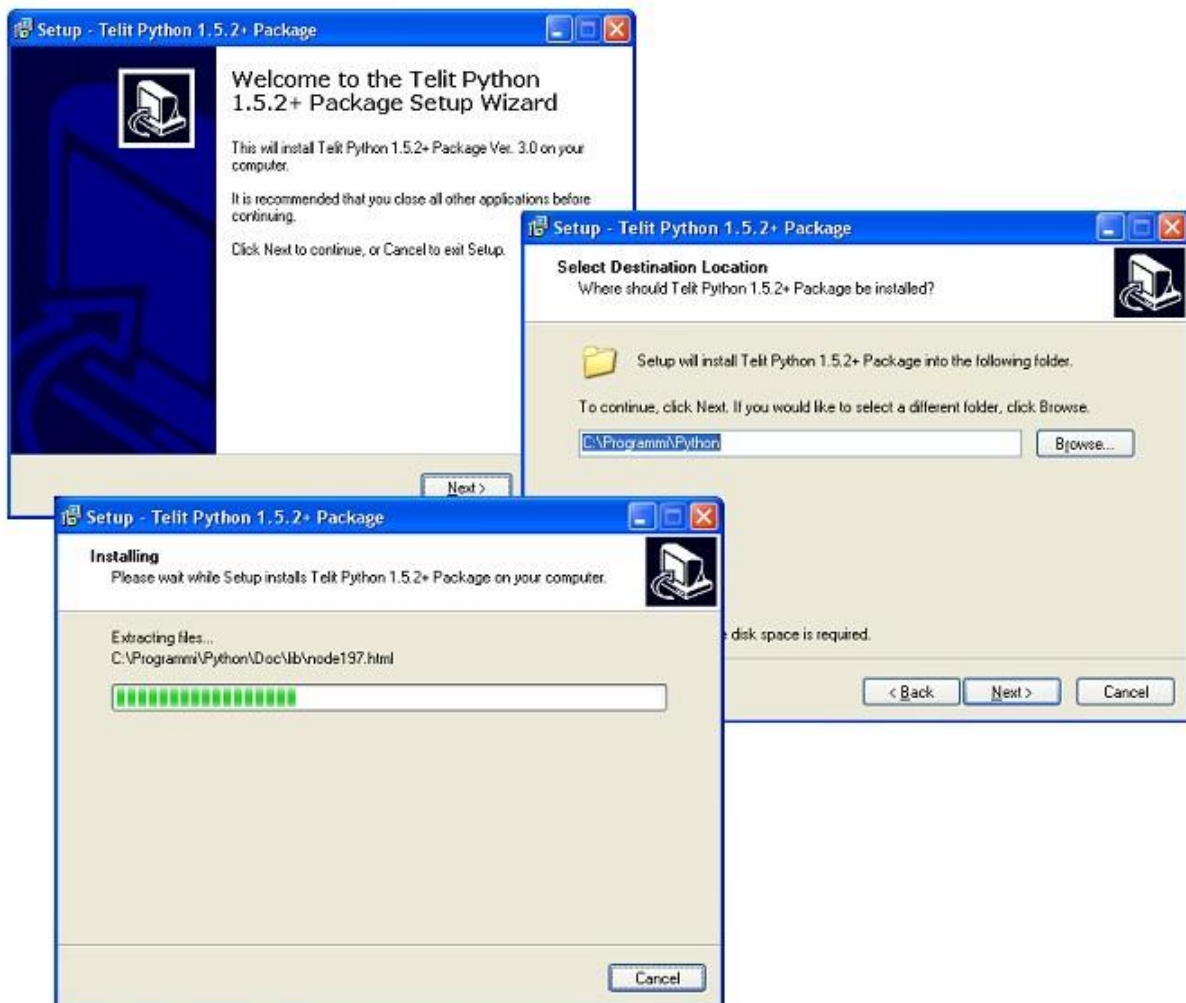 Setup - Telit Python 1.5.2+ Package
Welcome to the Telit Python
1.5.2+ Package Setup Wizard
This will install Telit Python 1.5.2+ Package Ver. 3.0 on your
computer.
It is recommended that you close all other applications before
continuing.
Click Next to continue, or Cancel to exit Setup.
Next >
Setup - Telit Python 1.5.2+ Package
Select Destination Location
Where should Telit Python 1.5.2+ Package be installed?
Setup will install Telit Python 1.5.2+ Package into the following folder.
To continue, click Next. If you would like to select a different folder, click Browse.
C:\Programmi\Python
Browse...
disk space is required.
< Back
Next >
Cancel
Setup - Telit Python 1.5.2+ Package
Installing
Please wait while Setup installs Telit Python 1.5.2+ Package on your computer.
Extracting files...
C:\Programmi\Python\Doc\lib\node197.html
Cancel